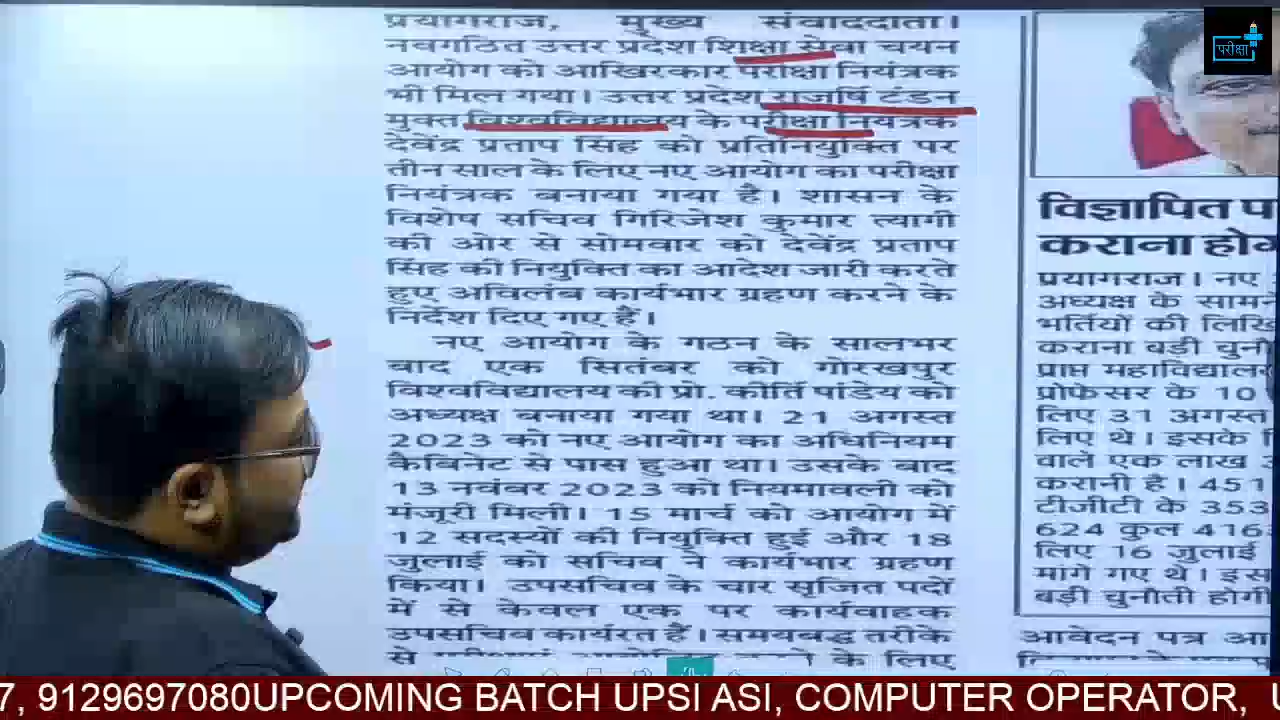 परीक्षा
प्रयागराज, मुख्य संवाददाता।
नवगठित उत्तर प्रदेश शिक्षा सेवा चयन
आयोग को आखिरकार परीक्षा नियंत्रक
भी मिल गया। उत्तर प्रदेश राजर्षि टंडन
मुक्त विश्वविद्यालय के परीक्षा नियंत्रक
देवेंद्र प्रताप सिंह को प्रतिनियुक्ति पर
तीन साल के लिए नए आयोग का परीक्षा
नियंत्रक बनाया गया है। शासन के
विशेष सचिव गिरिजेश कुमार त्यागी
की ओर से सोमवार को देवेंद्र प्रताप
सिंह की नियुक्ति का आदेश जारी करते
हुए अविलंब कार्यभार ग्रहण करने के
निर्देश दिए गए हैं।
नए आयोग के गठन के सालभर
बाद एक सितंबर को गोरखपुर
विश्वविद्यालय की प्रो. कीर्ति पांडेय को
अध्यक्ष बनाया गया था। 21 अगस्त
2023 को नए आयोग का अधिनियम
कैबिनेट से पास हुआ था। उसके बाद
13 नवंबर 2023 को नियमावली को
मंजूरी मिली। 15 मार्च को आयोग में
12 सदस्यों की नियुक्ति हुई और 18
जुलाई को सचिव ने कार्यभार ग्रहण
किया। उपसचिव के चार सृजित पदों
में से केवल एक पर कार्यवाहक
उपसचिव कार्यरत हैं। समयबद्ध तरीके
से के लिए
विज्ञापित प
कराना होग
प्रयागराज। नए
अध्यक्ष के सामन
भर्तियों की लिखि
कराना बड़ी चुनौ
प्राप्त महाविद्यालय
प्रोफेसर के 10
लिए 31 अगस्त
लिए थे। इसके
वाले एक लाख
करानी है। 451
टीजीटी के 353
624 कुल 416
लिए 16 जुलाई
मांगे गए थे। इस
बड़ी चुनौती होगी
आवेदन पत्र आ
7, 9129697080UPCOMING BATCH UPSI ASI, COMPUTER OPERATOR, U